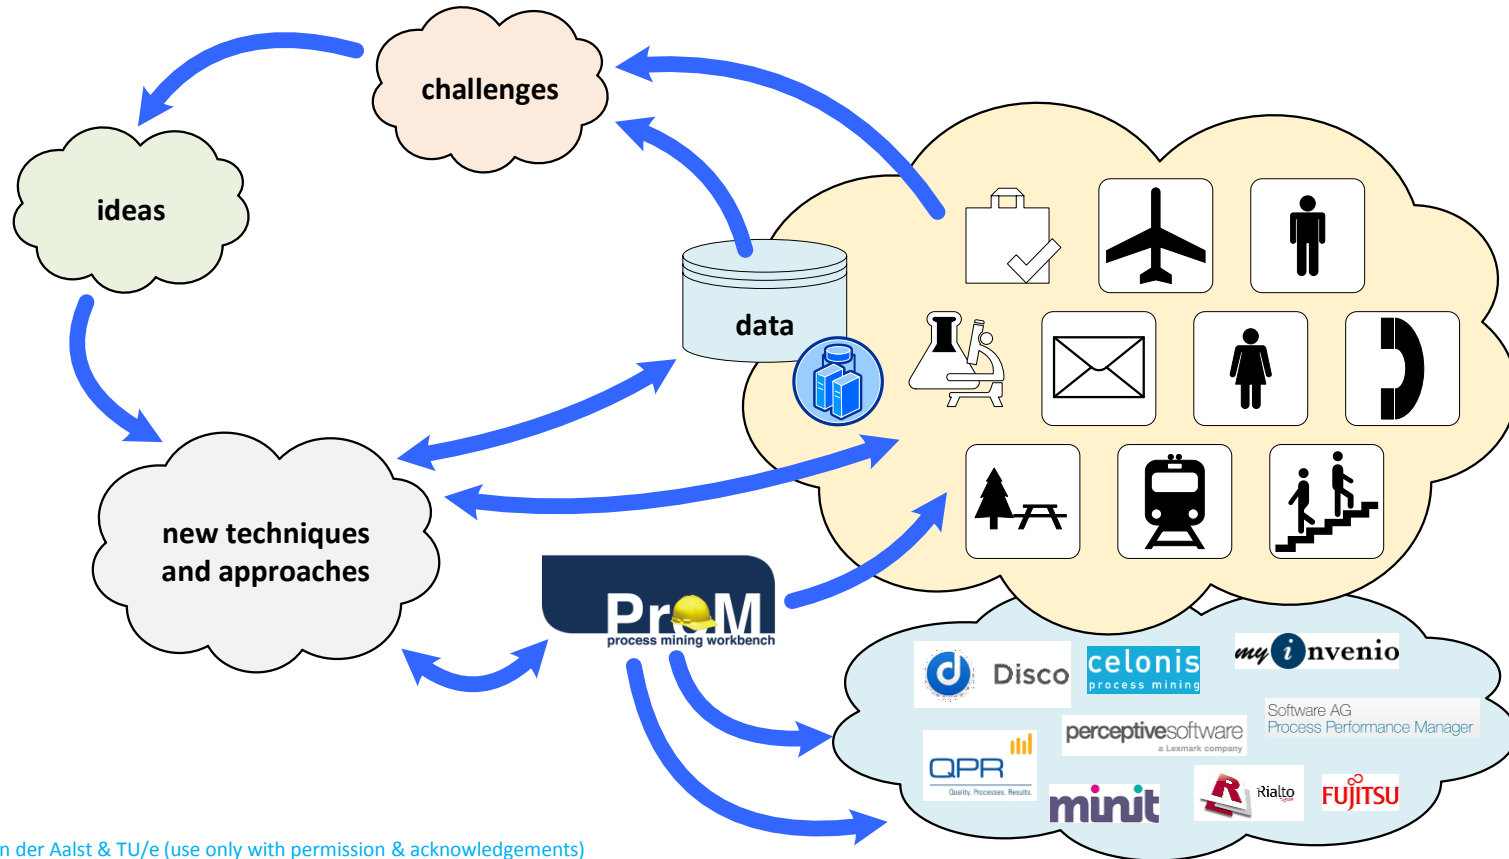 challenges
ideas
data
new techniques
and approaches
PrOM
process mining workbench
Disco
celonis
process mining
my i nvenio
Software AG
Process Performance Manager
perceptivesoftware
a Lexmark company
QPR
Quality. Processes. Results.
minit
Rialto
FUJITSU
n der Aalst & TU/e (use only with permission & acknowledgements)